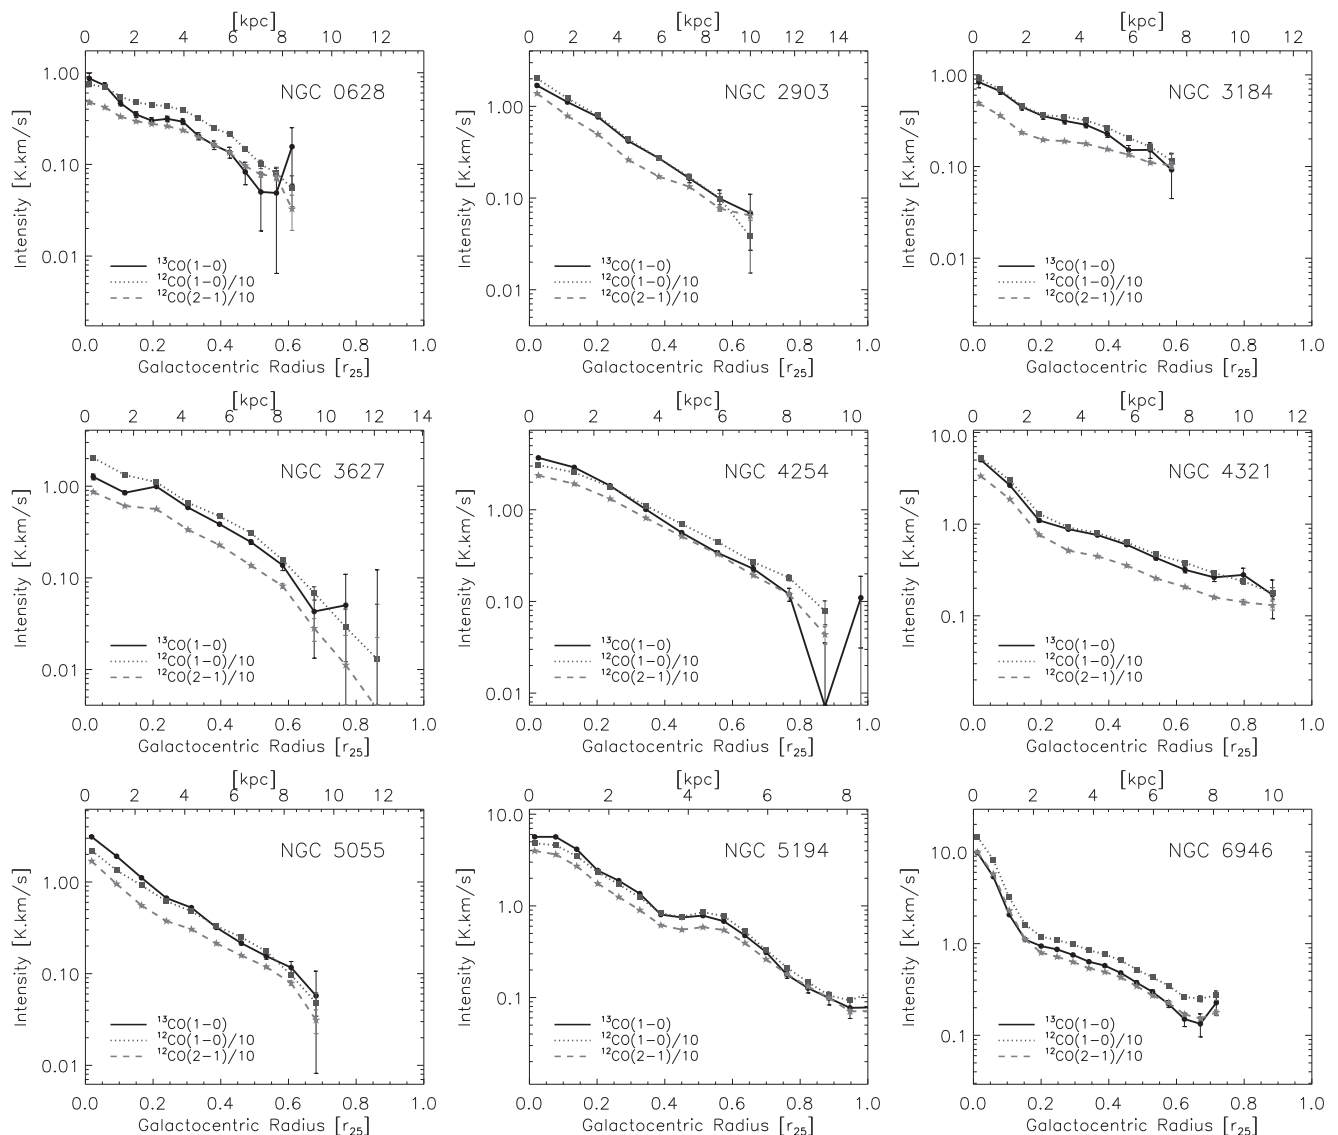 [kpc]
0 2 4 6 8 10 12 14
NGC 0628
1.00
0.10
0.01
Intensity [K.km/s]
¹³CO(1−0)
¹²CO(1−0)/10
¹²CO(2−1)/10
0.0 0.2 0.4 0.6 0.8 1.0
Galactocentric Radius [r₂₅]
[kpc]
0 2 4 6 8 10 12 14
NGC 2903
1.00
0.10
0.01
Intensity [K.km/s]
¹³CO(1−0)
¹²CO(1−0)/10
¹²CO(2−1)/10
0.0 0.2 0.4 0.6 0.8 1.0
Galactocentric Radius [r₂₅]
[kpc]
0 2 4 6 8 10 12
NGC 3184
1.00
0.10
0.01
Intensity [K.km/s]
¹³CO(1−0)
¹²CO(1−0)/10
¹²CO(2−1)/10
0.0 0.2 0.4 0.6 0.8 1.0
Galactocentric Radius [r₂₅]
[kpc]
0 2 4 6 8 10 12 14
NGC 3627
1.00
0.10
0.01
Intensity [K.km/s]
¹³CO(1−0)
¹²CO(1−0)/10
¹²CO(2−1)/10
0.0 0.2 0.4 0.6 0.8 1.0
Galactocentric Radius [r₂₅]
[kpc]
0 2 4 6 8 10
NGC 4254
1.00
0.10
0.01
Intensity [K.km/s]
¹³CO(1−0)
¹²CO(1−0)/10
¹²CO(2−1)/10
0.0 0.2 0.4 0.6 0.8 1.0
Galactocentric Radius [r₂₅]
[kpc]
0 2 4 6 8 10 12
NGC 4321
10.0
1.0
0.1
Intensity [K.km/s]
¹³CO(1−0)
¹²CO(1−0)/10
¹²CO(2−1)/10
0.0 0.2 0.4 0.6 0.8 1.0
Galactocentric Radius [r₂₅]
[kpc]
0 2 4 6 8 10 12
NGC 5055
1.00
0.10
0.01
Intensity [K.km/s]
¹³CO(1−0)
¹²CO(1−0)/10
¹²CO(2−1)/10
0.0 0.2 0.4 0.6 0.8 1.0
Galactocentric Radius [r₂₅]
[kpc]
0 2 4 6 8
NGC 5194
10.0
1.0
0.1
Intensity [K.km/s]
¹³CO(1−0)
¹²CO(1−0)/10
¹²CO(2−1)/10
0.0 0.2 0.4 0.6 0.8 1.0
Galactocentric Radius [r₂₅]
[kpc]
0 2 4 6 8 10
NGC 6946
10.0
1.0
0.1
Intensity [K.km/s]
¹³CO(1−0)
¹²CO(1−0)/10
¹²CO(2−1)/10
0.0 0.2 0.4 0.6 0.8 1.0
Galactocentric Radius [r₂₅]